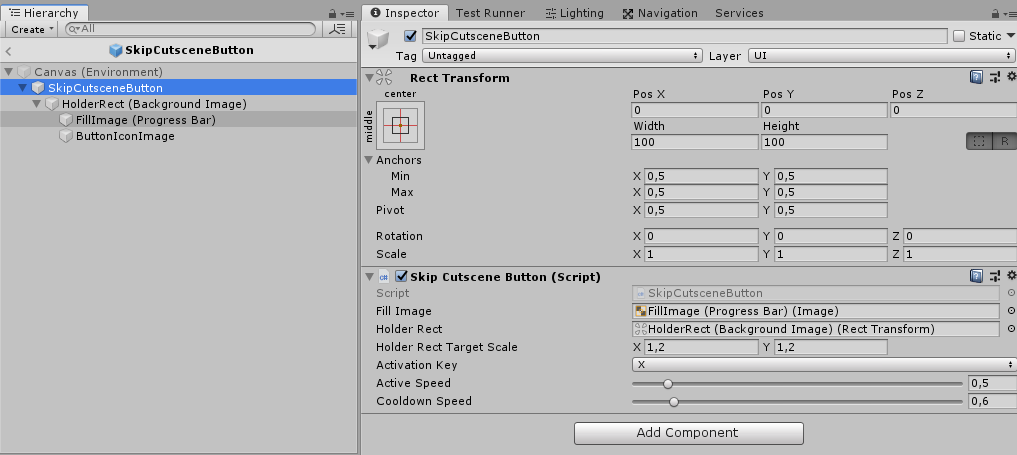 Hierarchy
Create All
SkipCutsceneButton
Canvas (Environment)
SkipCutsceneButton
HolderRect (Background Image)
FillImage (Progress Bar)
ButtonIconImage
Inspector Test Runner Lighting Navigation Services
SkipCutsceneButton Static
Tag Untagged Layer UI
Rect Transform
center Pos X Pos Y Pos Z
middle 0 0 0
Width Height
100 100 R
Anchors
Min X 0,5 Y 0,5
Max X 0,5 Y 0,5
Pivot X 0,5 Y 0,5
Rotation X 0 Y 0 Z 0
Scale X 1 Y 1 Z 1
C# Skip Cutscene Button (Script)
Script SkipCutsceneButton
Fill Image FillImage (Progress Bar) (Image)
Holder Rect HolderRect (Background Image) (Rect Transform)
Holder Rect Target Scale X 1,2 Y 1,2
Activation Key X
Active Speed 0,5
Cooldown Speed 0,6
Add Component